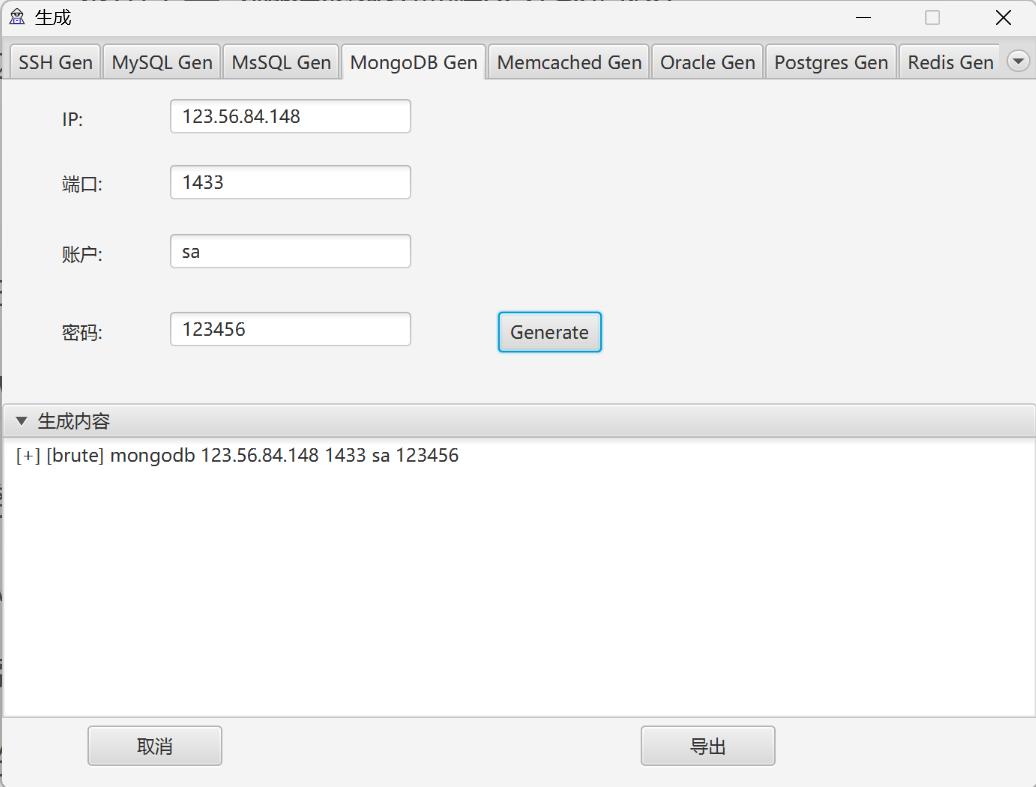 生成
SSH Gen MySQL Gen MsSQL Gen MongoDB Gen Memcached Gen Oracle Gen Postgres Gen Redis Gen
IP: 123.56.84.148
端口: 1433
账户: sa
密码: 123456 Generate
生成内容
[+] [brute] mongodb 123.56.84.148 1433 sa 123456
取消 导出